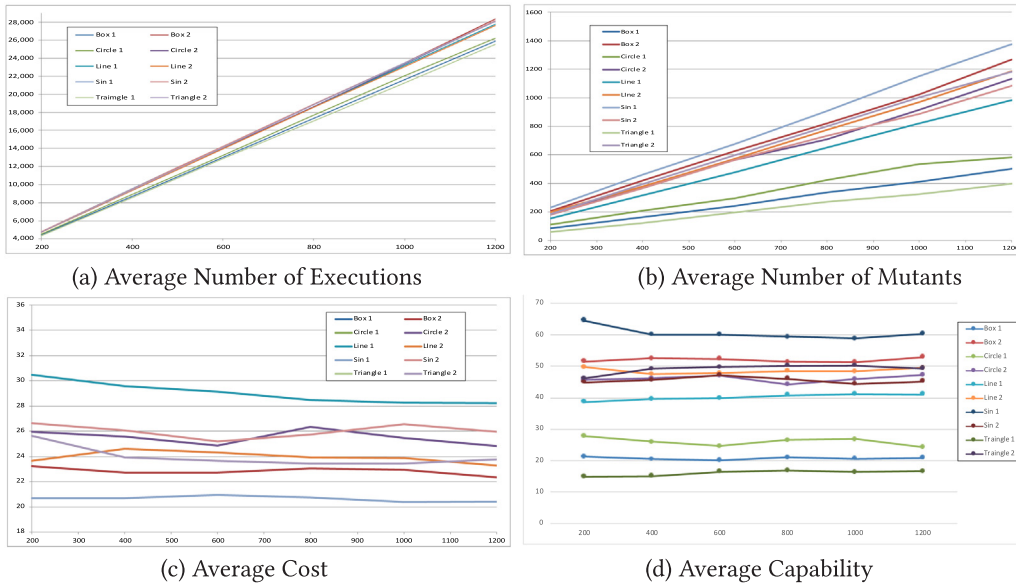 28,000
26,000
24,000
22,000
20,000
18,000
16,000
14,000
12,000
10,000
8,000
6,000
4,000
200 400 600 800 1000 1200
Box 1 Box 2
Circle 1 Circle 2
Line 1 Line 2
Sin 1 Sin 2
Traimgle 1 Triangle 2
(a) Average Number of Executions
1600
1400
1200
1000
800
600
400
200
0
200 300 400 500 600 700 800 900 1000 1100 1200
Box 1
Box 2
Circle 1
Circle 2
Line 1
LIne 2
Sin 1
Sin 2
Triangle 1
Triangle 2
(b) Average Number of Mutants
36
34
32
30
28
26
24
22
20
18
200 300 400 500 600 700 800 900 1000 1100 1200
Box 1 Box 2
Circle 1 Circle 2
Line 1 LIne 2
Sin 1 Sin 2
Triangle 1 Triangle 2
(c) Average Cost
70
60
50
40
30
20
10
0
200 400 600 800 1000 1200
Box 1
Box 2
Circle 1
Circle 2
Line 1
Line 2
Sin 1
Sin 2
Traingle 1
Traingle 2
(d) Average Capability